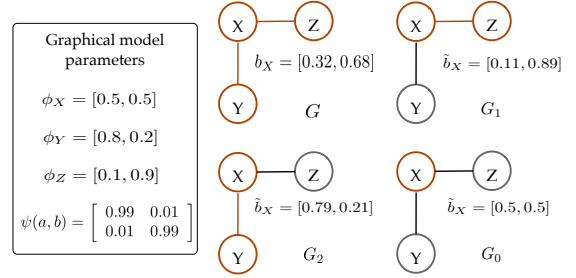 Graphical model
parameters
ϕ_X = [0.5, 0.5]
ϕ_Y = [0.8, 0.2]
ϕ_Z = [0.1, 0.9]
ψ(a, b) = [ 0.99 0.01
0.01 0.99 ]
X Z
b_X = [0.32, 0.68]
Y
G
X Z
b̃_X = [0.11, 0.89]
Y
G_1
X Z
b̃_X = [0.79, 0.21]
Y
G_2
X Z
b̃_X = [0.5, 0.5]
Y
G_0